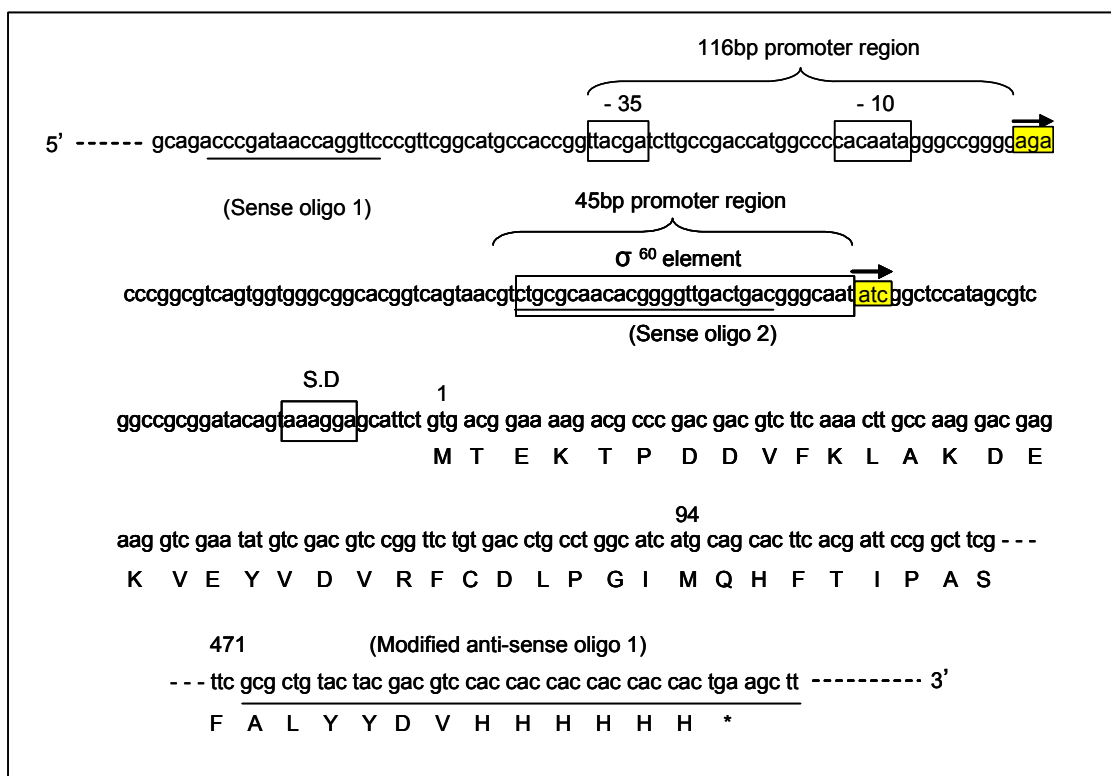 116bp promoter region
- 35 - 10
5’ ------ gcagacccgataaccaggttcccgttcggcatgccaccggttacgatcttgccgaccatggccccacaatagggccggggaga
(Sense oligo 1)
45bp promoter region
σ 60 element
cccggcgtcagtggtgggcggcacggtcagtaacgtctgcgcaacacggggttgactgacgggcaatatcggctccatagcgtc
(Sense oligo 2)
S.D 1
ggccgcggatacagtaaaggagcattct gtg acg gaa aag acg ccc gac gac gtc ttc aaa ctt gcc aag gac gag
M T E K T P D D V F K L A K D E
94
aag gtc gaa tat gtc gac gtc cgg ttc tgt gac ctg cct ggc atc atg cag cac ttc acg att ccg gct tcg ---
K V E Y V D V R F C D L P G I M Q H F T I P A S
471 (Modified anti-sense oligo 1)
--- ttc gcg ctg tac tac gac gtc cac cac cac cac cac cac tga agc tt ---------- 3’
F A L Y Y D V H H H H H H *